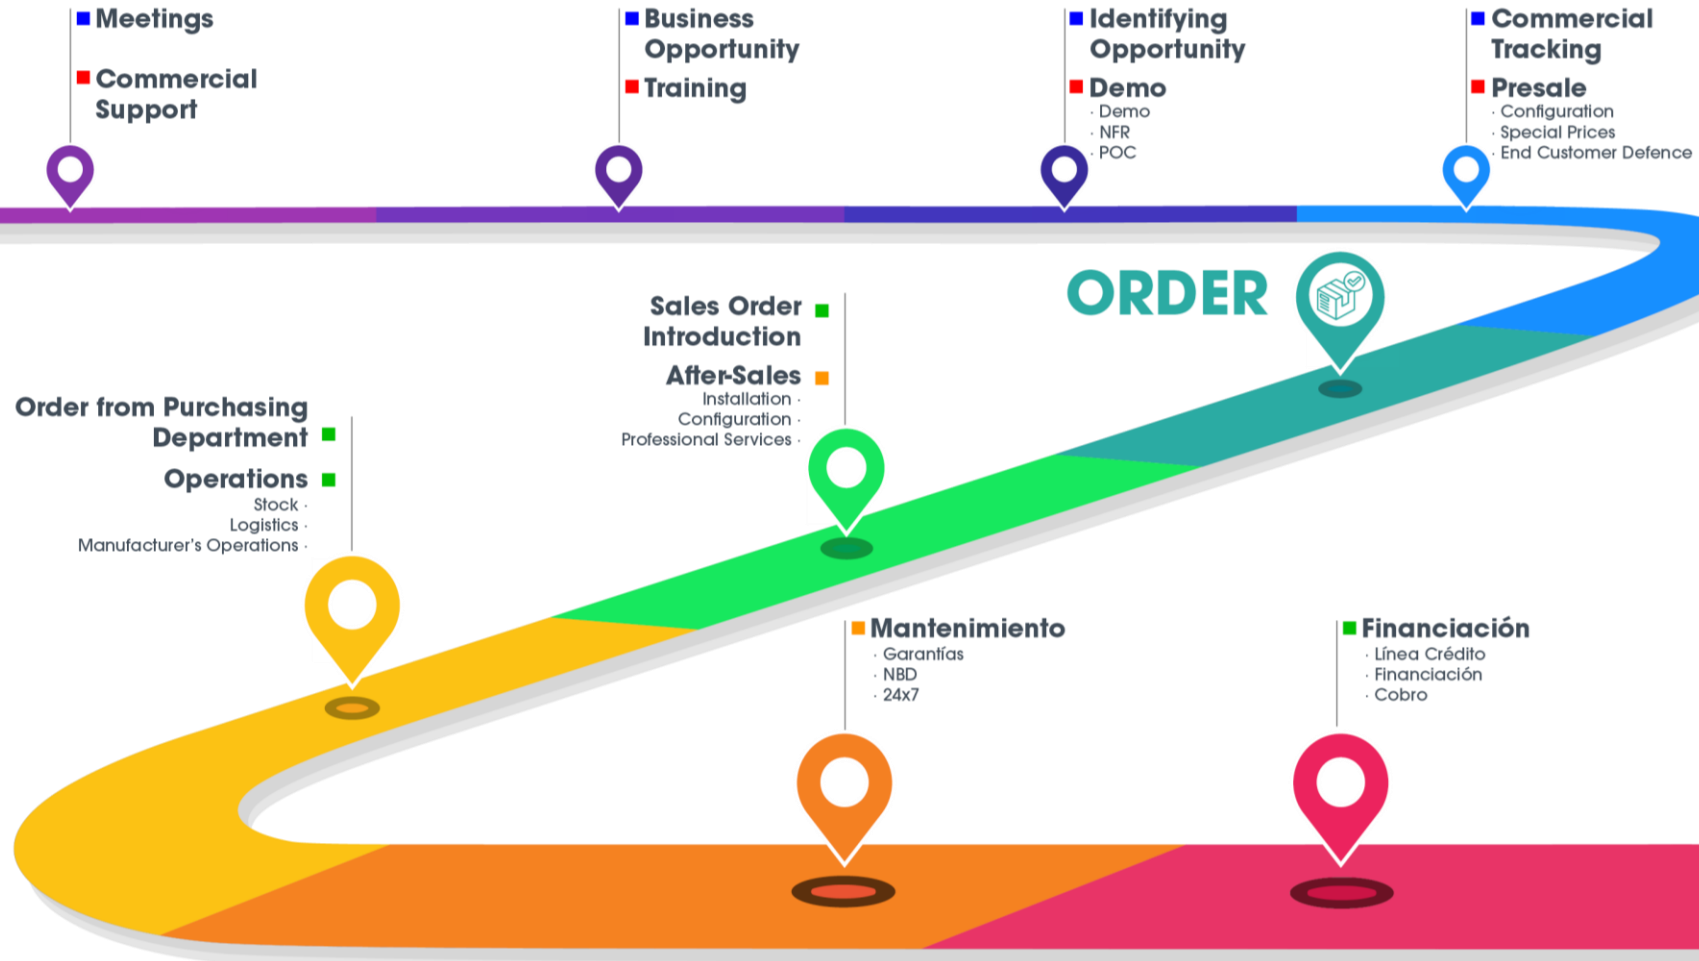 Meetings
Commercial
Support
Business
Opportunity
Training
Identifying
Opportunity
Demo
· Demo
· NFR
· POC
Commercial
Tracking
Presale
· Configuration
· Special Prices
· End Customer Defence
ORDER
Sales Order
Introduction
After-Sales
Installation ·
Configuration ·
Professional Services ·
Order from Purchasing
Department
Operations
Stock ·
Logistics ·
Manufacturer's Operations ·
Mantenimiento
· Garantías
· NBD
· 24x7
Financiación
· Línea Crédito
· Financiación
· Cobro